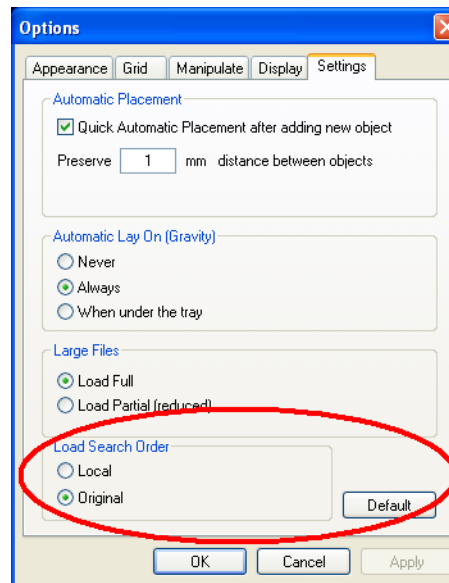 Options
Appearance Grid Manipulate Display Settings
Automatic Placement
Quick Automatic Placement after adding new object
Preserve 1 mm distance between objects
Automatic Lay On (Gravity)
Never
Always
When under the tray
Large Files
Load Full
Load Partial (reduced)
Load Search Order
Local
Original
Default
OK Cancel Apply